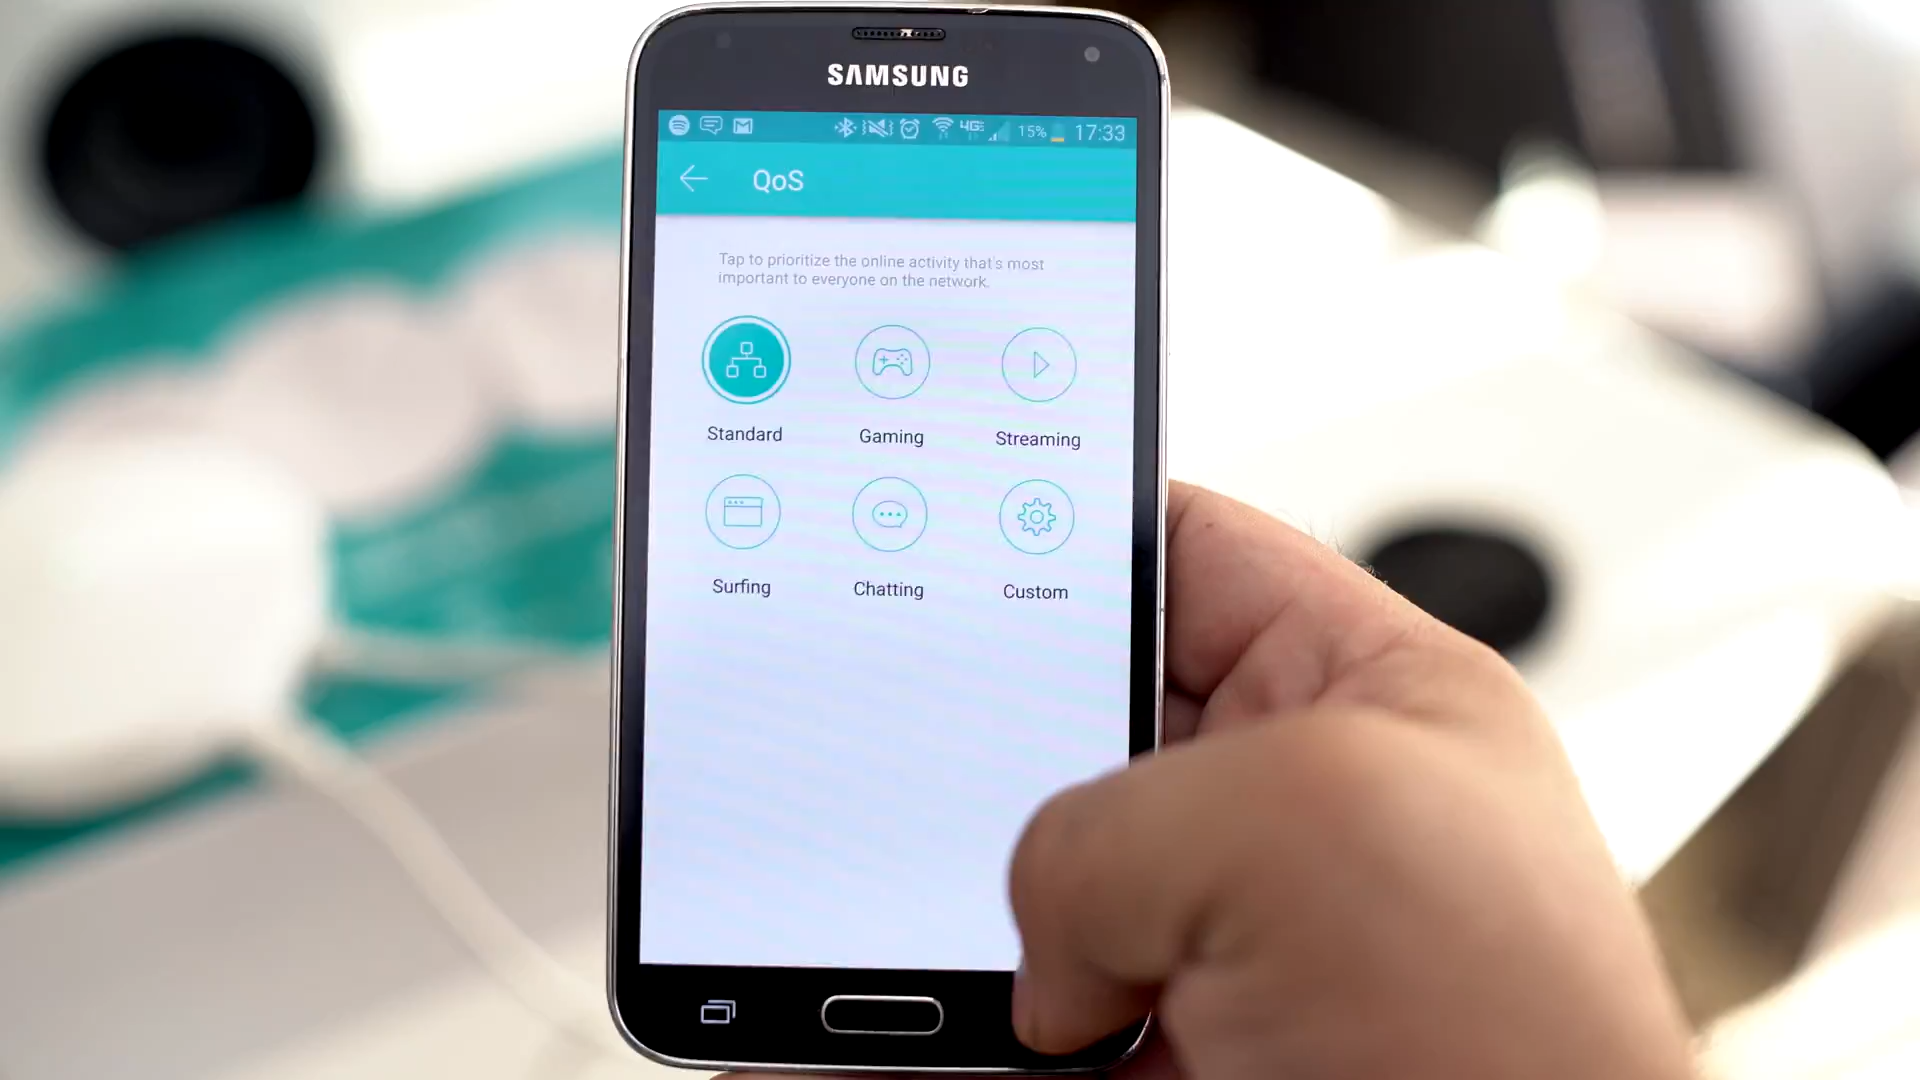 SAMSUNG
4G 15% 17:33
QoS
Tap to prioritize the online activity that's most
important to everyone on the network.
Standard Gaming Streaming
Surfing Chatting Custom